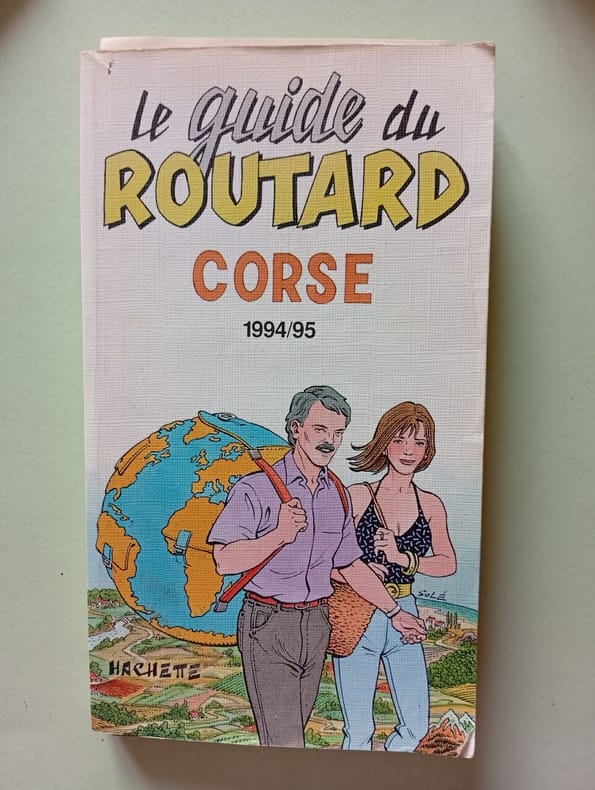 le guide du
ROUTARD
CORSE
1994/95
SOLÉ
HACHETTE